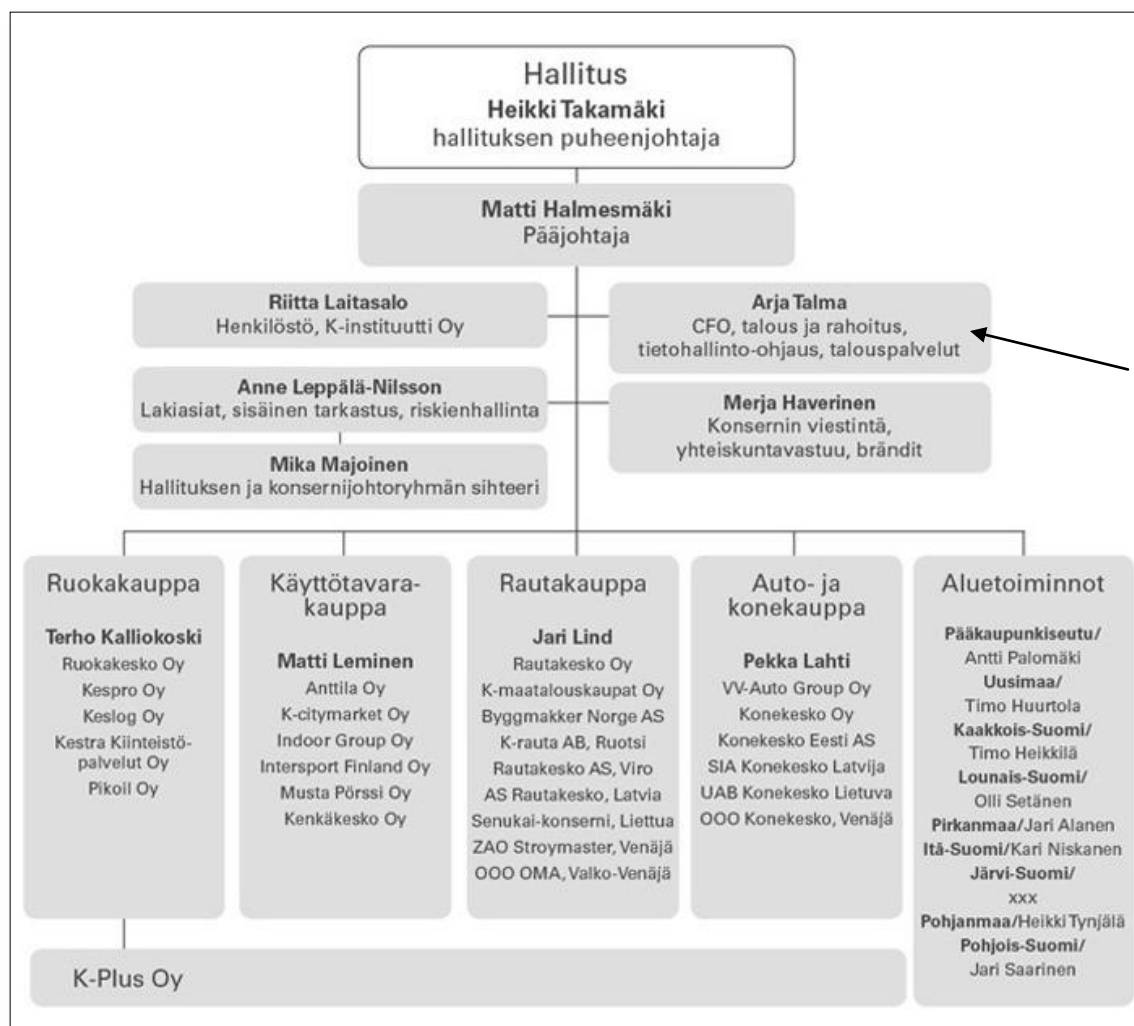 Hallitus
Heikki Takamäki
hallituksen puheenjohtaja
Matti Halmesmäki
Pääjohtaja
Riitta Laitasalo
Henkilöstö, K-instituutti Oy
Arja Talma
CFO, talous ja rahoitus,
tietohallinto-ohjaus, talouspalvelut
Anne Leppälä-Nilsson
Lakiasiat, sisäinen tarkastus, riskienhallinta
Merja Haverinen
Konsernin viestintä,
yhteiskuntavastuu, brändit
Mika Majoinen
Hallituksen ja konsernijohtoryhmän sihteeri
Ruokakauppa
Terho Kalliokoski
Ruokakesko Oy
Kespro Oy
Keslog Oy
Kestra Kiinteistö-
palvelut Oy
Pikoil Oy
Käyttötavara-
kauppa
Matti Leminen
Anttila Oy
K-citymarket Oy
Indoor Group Oy
Intersport Finland Oy
Musta Pörssi Oy
Kenkäkesko Oy
Rautakauppa
Jari Lind
Rautakesko Oy
K-maatalouskaupat Oy
Byggmakker Norge AS
K-rauta AB, Ruotsi
Rautakesko AS, Viro
AS Rautakesko, Latvia
Senukai-konserni, Liettua
ZAO Stroymaster, Venäjä
OOO OMA, Valko-Venäjä
Auto- ja
konekauppa
Pekka Lahti
VV-Auto Group Oy
Konekesko Oy
Konekesko Eesti AS
SIA Konekesko Latvija
UAB Konekesko Lietuva
OOO Konekesko, Venäjä
Aluetoiminnot
Pääkaupunkiseutu/
Antti Palomäki
Uusimaa/
Timo Huurtola
Kaakkois-Suomi/
Timo Heikkilä
Lounais-Suomi/
Olli Setänen
Pirkanmaa/Jari Alanen
Itä-Suomi/Kari Niskanen
Järvi-Suomi/
xxx
Pohjanmaa/Heikki Tynjälä
Pohjois-Suomi/
Jari Saarinen
K-Plus Oy